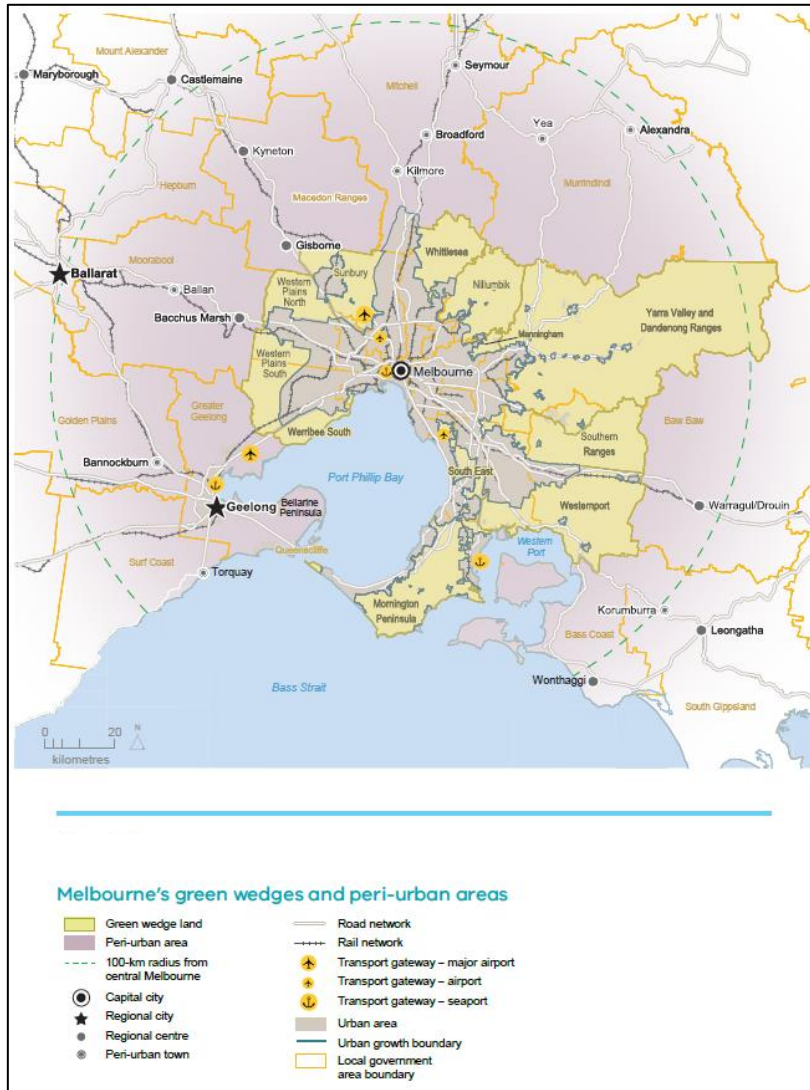 Mount Alexander
Maryborough
Castlemaine
Seymour
Mitchell
Yea
Alexandra
Broadford
Kyneton
Kilmore
Hepburn
Macedon Ranges
Murrindindi
Gisborne
Whittlesea
Ballarat
Moorabool
Sunbury
Western
Plains
North
Nillumbik
Ballan
Yarra Valley and
Dandenong Ranges
Bacchus Marsh
Manningham
Western
Plains
South
Melbourne
Golden Plains
Greater
Geelong
Werribee South
Baw Baw
Southern
Ranges
Bannockburn
Port Phillip Bay
South East
Geelong
Bellarine
Peninsula
Westernport
Warragul/Drouin
Queenscliffe
Western
Port
Surf Coast
Torquay
Mornington
Peninsula
Korumburra
Bass Coast
Leongatha
Bass Strait
Wonthaggi
South Gippsland
0 20
N
kilometres
Melbourne's green wedges and peri-urban areas
Green wedge land
Peri-urban area
100-km radius from
central Melbourne
Capital city
Regional city
Regional centre
Peri-urban town
Road network
Rail network
Transport gateway – major airport
Transport gateway – airport
Transport gateway – seaport
Urban area
Urban growth boundary
Local government
area boundary